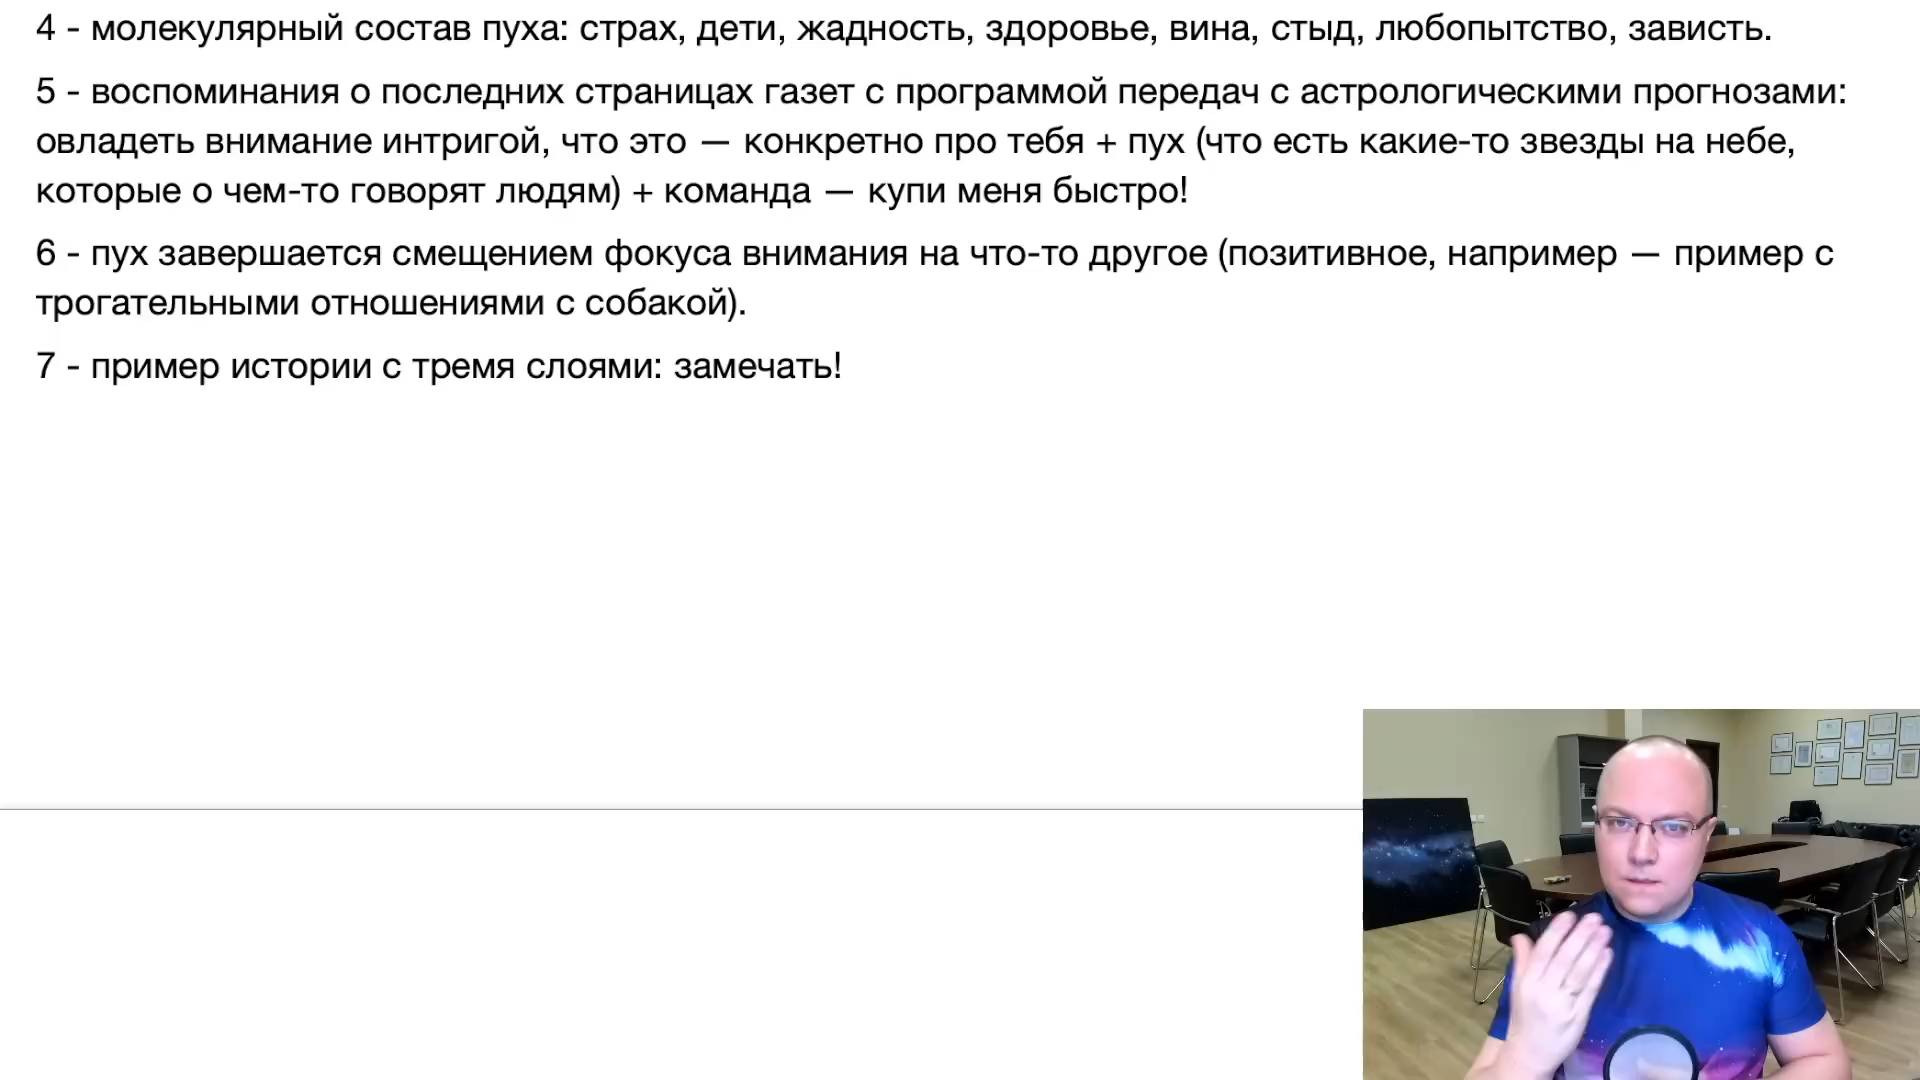 4 - молекулярный состав пуха: страх, дети, жадность, здоровье, вина, стыд, любопытство, зависть.
5 - воспоминания о последних страницах газет с программой передач с астрологическими прогнозами:
овладеть внимание интригой, что это — конкретно про тебя + пух (что есть какие-то звезды на небе,
которые о чем-то говорят людям) + команда — купи меня быстро!
6 - пух завершается смещением фокуса внимания на что-то другое (позитивное, например — пример с
трогательными отношениями с собакой).
7 - пример истории с тремя слоями: замечать!